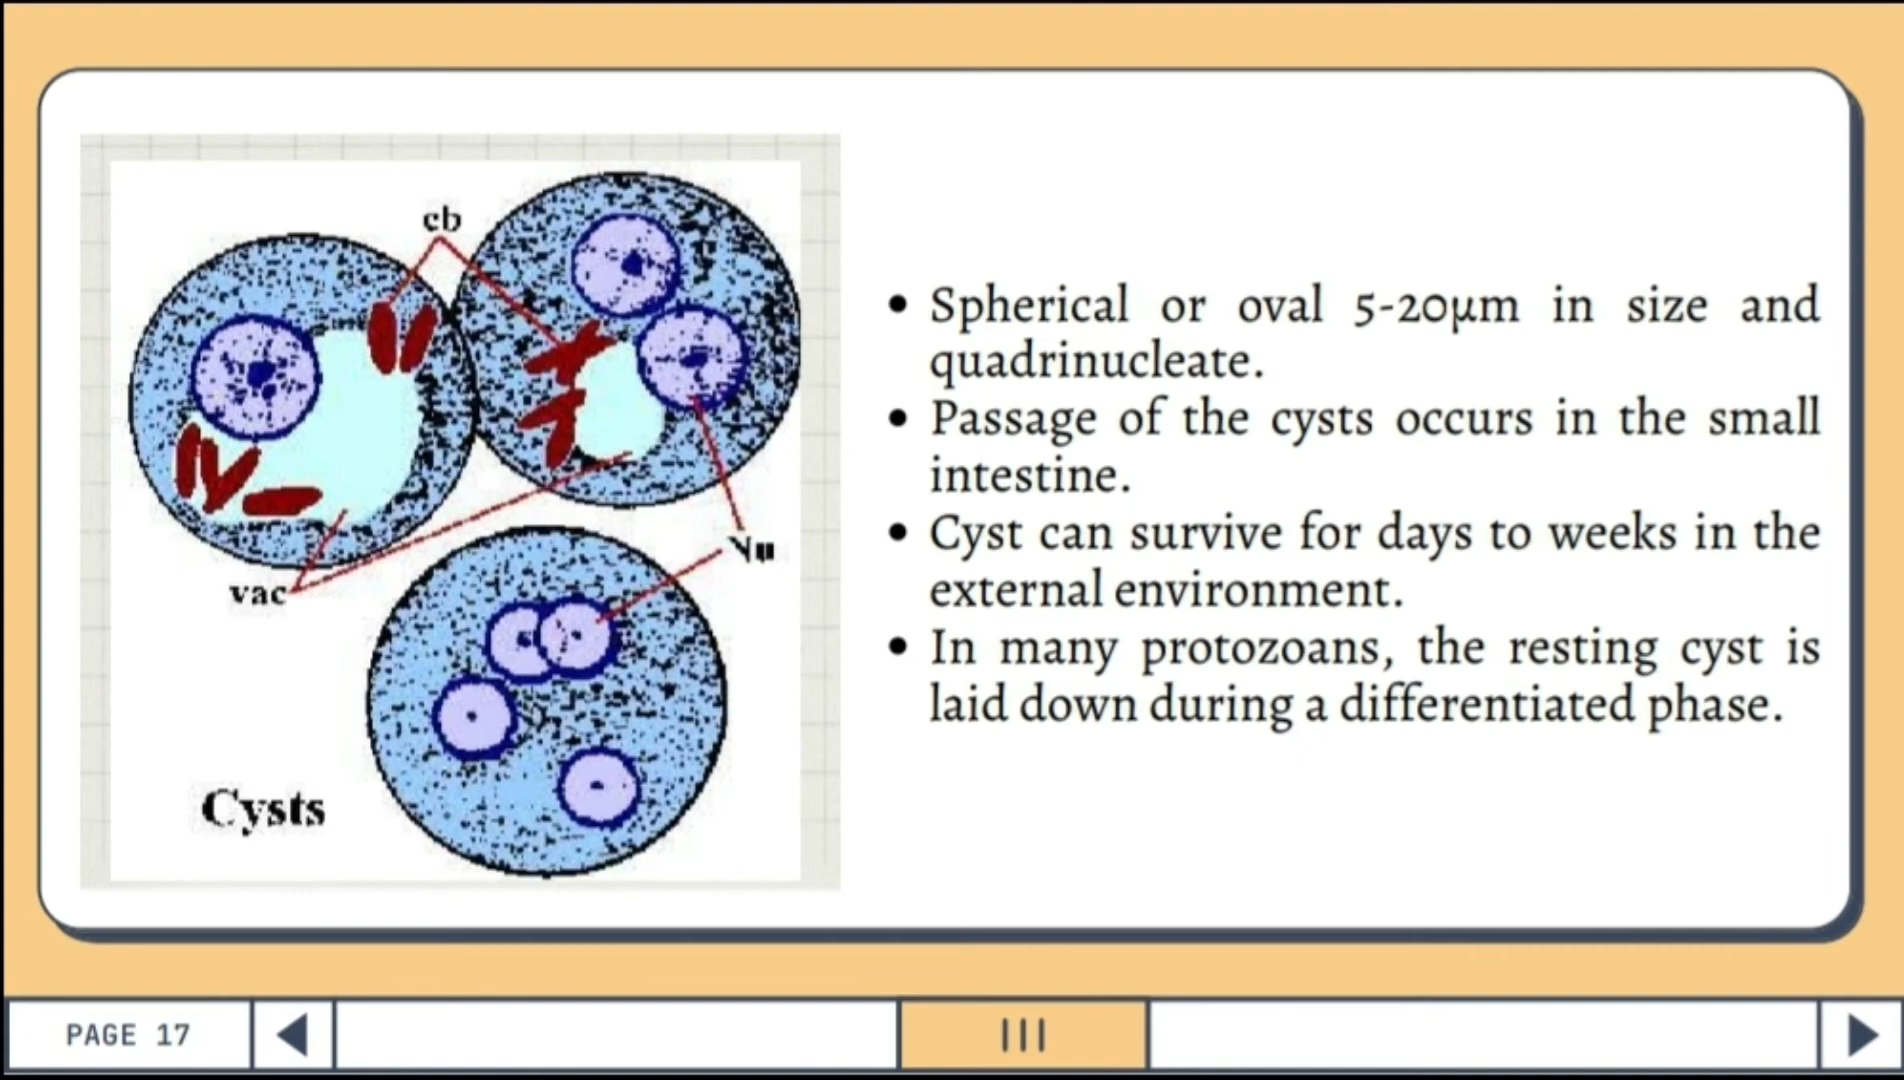 cb
vac
Nu
Cysts
• Spherical or oval 5-20µm in size and
quadrinucleate.
• Passage of the cysts occurs in the small
intestine.
• Cyst can survive for days to weeks in the
external environment.
• In many protozoans, the resting cyst is
laid down during a differentiated phase.
PAGE 17